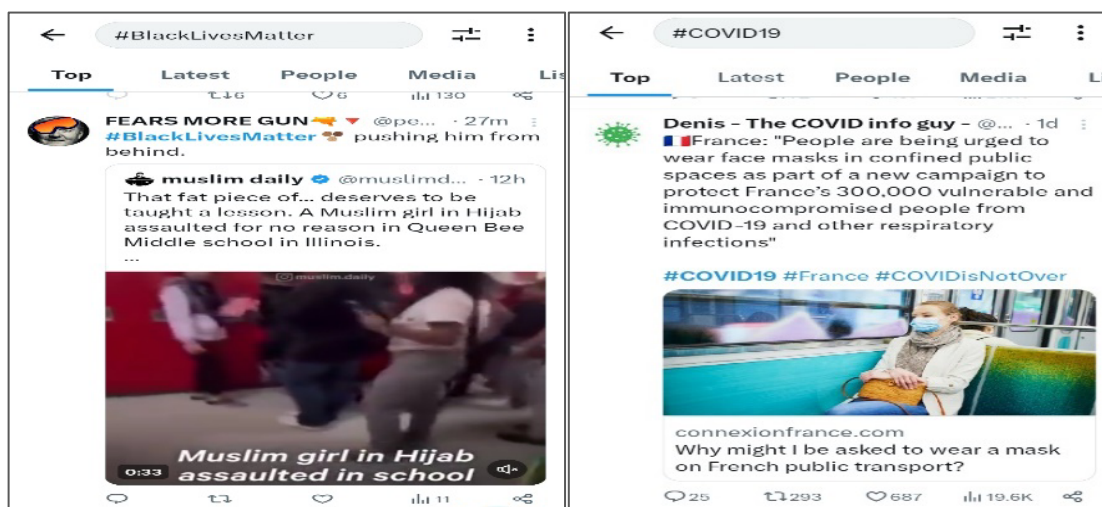 #BlackLivesMatter
Top Latest People Media Lis
6 6 130
FEARS MORE GUN @pe... · 27m
#BlackLivesMatter pushing him from
behind.
muslim daily @muslimd... · 12h
That fat piece of... deserves to be
taught a lesson. A Muslim girl in Hijab
assaulted for no reason in Queen Bee
Middle school in Illinois.
...
muslim.daily
Muslim girl in Hijab
assaulted in school
0:33
11
#COVID19
Top Latest People Media L
Denis - The COVID info guy - @... · 1d
France: "People are being urged to
wear face masks in confined public
spaces as part of a new campaign to
protect France's 300,000 vulnerable and
immunocompromised people from
COVID-19 and other respiratory
infections"
#COVID19 #France #COVIDisNotOver
connexionfrance.com
Why might I be asked to wear a mask
on French public transport?
25 293 687 19.6K